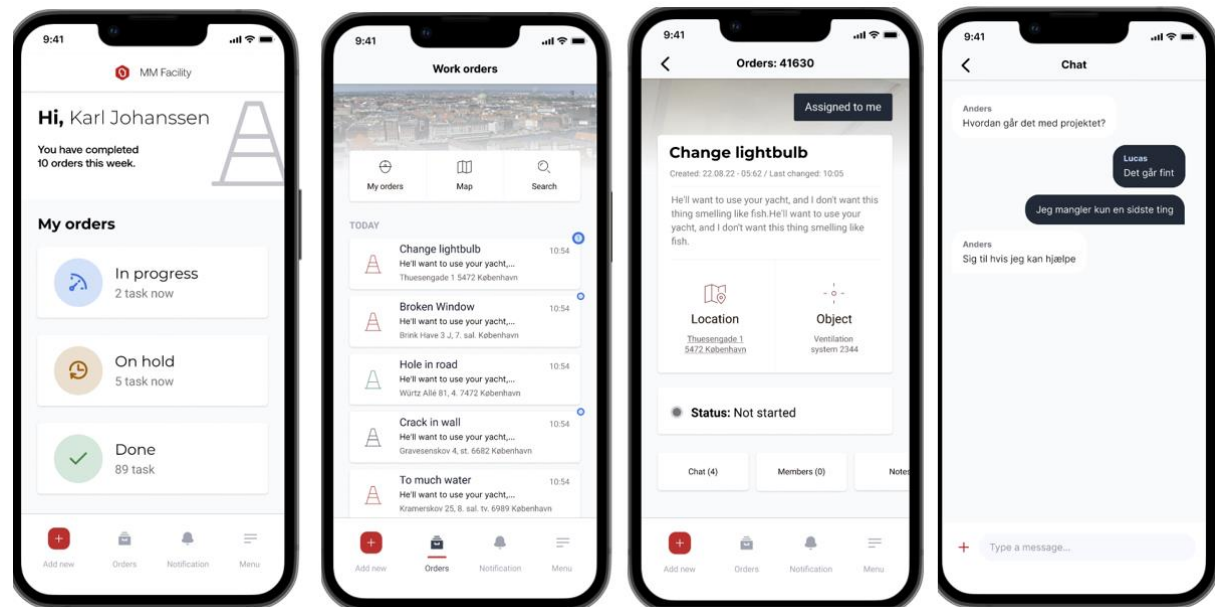 9:41
MM Facility
Hi, Karl Johanssen
You have completed
10 orders this week.
My orders
In progress
2 task now
On hold
5 task now
Done
89 task
Add new
Orders
Notification
Menu
9:41
Work orders
My orders
Map
Search
TODAY
Change lightbulb 10:54
He'll want to use your yacht,...
Thuesengade 1 5472 København
Broken Window 10:54
He'll want to use your yacht,...
Brink Have 3 J, 7. sal. København
Hole in road 10:54
He'll want to use your yacht,...
Würtz Allé 81, 4. 7472 København
Crack in wall 10:54
He'll want to use your yacht,...
Gravesenskov 4, st. 6682 København
To much water 10:54
He'll want to use your yacht,...
Kramerskov 25, 8. sal. tv. 6989 København
Add new
Orders
Notification
Menu
9:41
Orders: 41630
Assigned to me
Change lightbulb
Created: 22.08.22 - 05:62 / Last changed: 10:05
He'll want to use your yacht, and I don't want this
thing smelling like fish.He'll want to use your
yacht, and I don't want this thing smelling like
fish.
Location
Thuesengade 1
5472 København
Object
Ventilation
system 2344
Status: Not started
Chat (4)
Members (0)
Notes
Add new
Orders
Notification
Menu
9:41
Chat
Anders
Hvordan går det med projektet?
Lucas
Det går fint
Jeg mangler kun en sidste ting
Anders
Sig til hvis jeg kan hjælpe
Type a message...